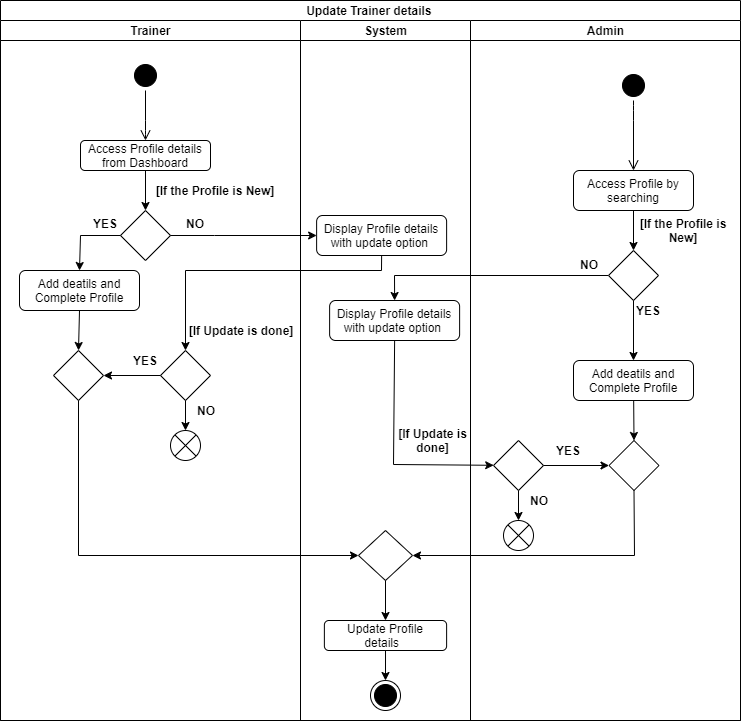 Update Trainer details
Trainer
System
Admin
Access Profile details
from Dashboard
[If the Profile is New]
YES
NO
Add deatils and
Complete Profile
Display Profile details
with update option
[If Update is done]
YES
NO
Access Profile by
searching
[If the Profile is
New]
NO
YES
Display Profile details
with update option
Add deatils and
Complete Profile
[If Update is
done]
YES
NO
Update Profile
details